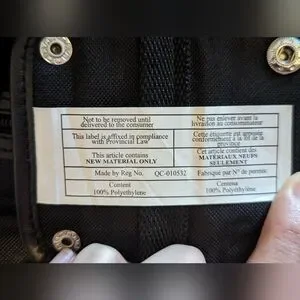 Not to be removed until
delivered to the consumer
Ne pas enlever avant la
livraison au consommateur
This label is affixed in compliance
with Provincial Law
Cette étiquette est apposée
conformément à la loi de la
province
This article contains
NEW MATERIAL ONLY
Cet article contient des
MATÉRIAUX NEUFS
SEULEMENT
Made by Reg. No. QC-010532 Fabriqué par N° de permis:
Content
100% Polyéthylène
Contenu
100% Polyethylène